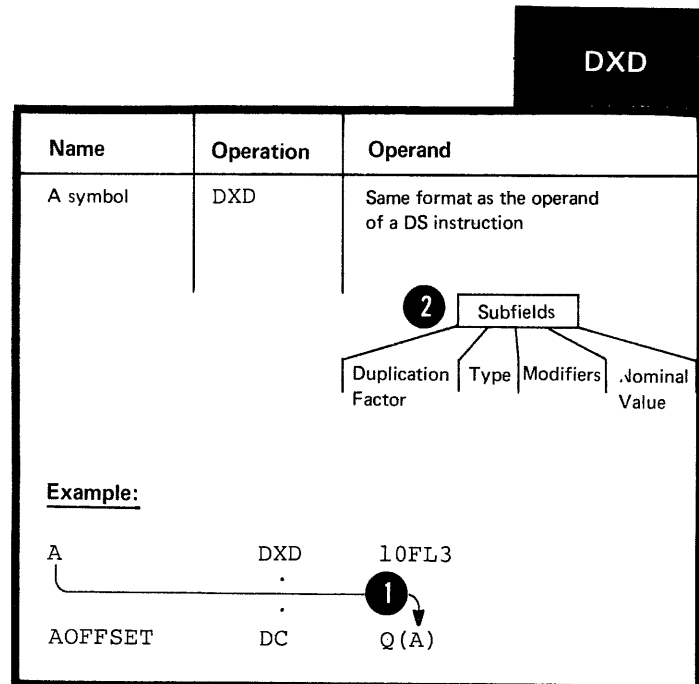 DXD
Name Operation Operand
A symbol DXD Same format as the operand
of a DS instruction
2 Subfields
Duplication Type Modifiers Nominal
Factor Value
Example:
A DXD 10FL3
.
1
.
AOFFSET DC Q(A)